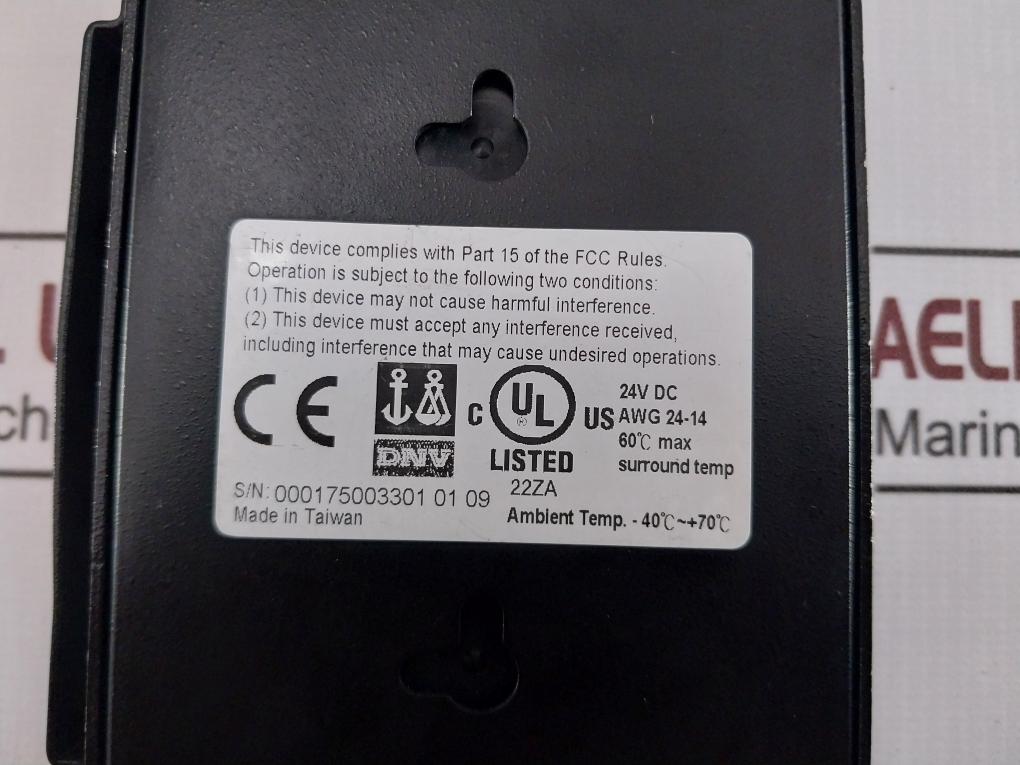 This device complies with Part 15 of the FCC Rules.
Operation is subject to the following two conditions:
(1) This device may not cause harmful interference.
(2) This device must accept any interference received,
including interference that may cause undesired operations.
CE
DNV
C UL US
®
LISTED
22ZA
24V DC
AWG 24-14
60℃ max
surround temp
S/N: 000175003301 01 09
Made in Taiwan
Ambient Temp. - 40℃~+70℃